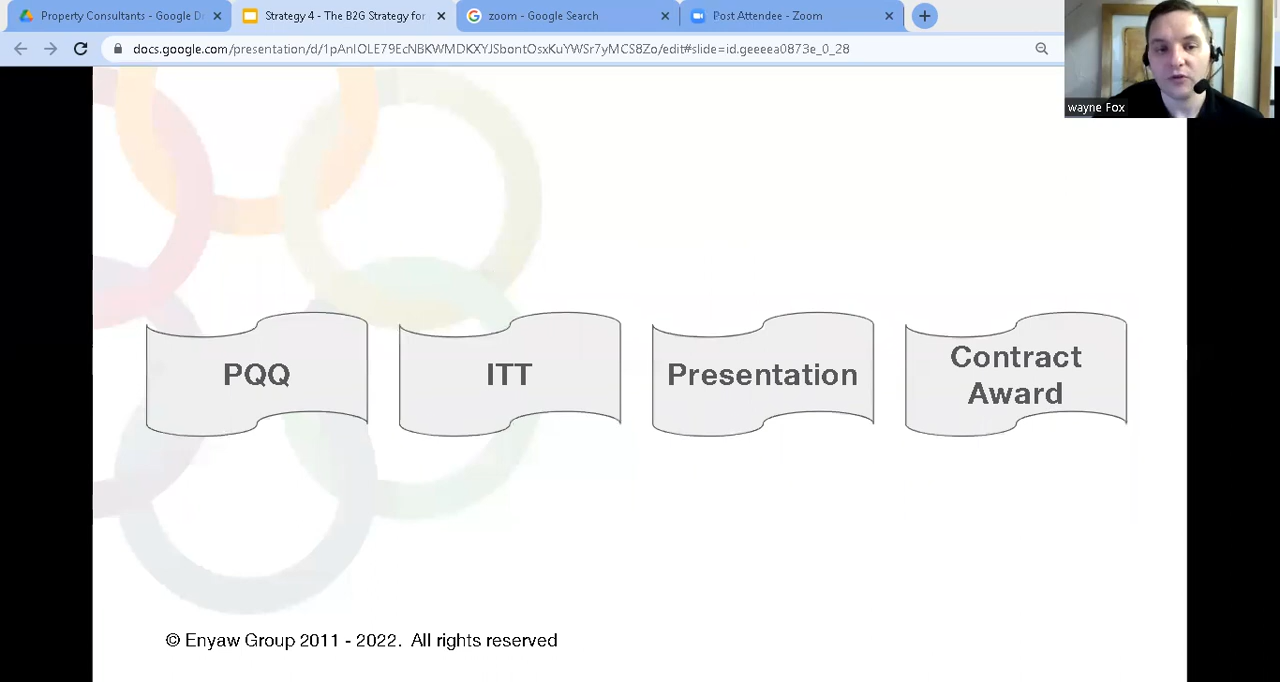 Property Consultants - Google Dr
Strategy 4 - The B2G Strategy for
zoom - Google Search
Post Attendee - Zoom
docs.google.com/presentation/d/1pAnIOLE79EcNBKWMDKXYJSbontOsxKuYWSr7yMCS8Zo/edit#slide=id.geeeea0873e_0_28
wayne Fox
PQQ
ITT
Presentation
Contract
Award
© Enyaw Group 2011 - 2022. All rights reserved